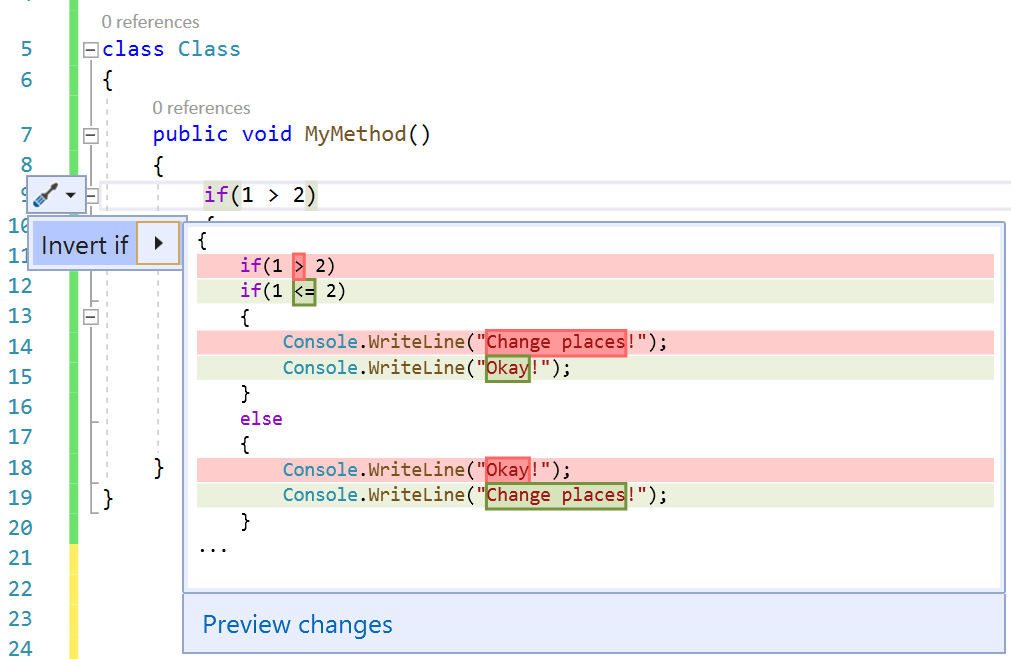 0 references
5 class Class
6 {
0 references
7 public void MyMethod()
8 {
9 if(1 > 2)
10 {
11 Invert if
{
if(1 > 2)
if(1 <= 2)
{
Console.WriteLine("Change places!");
Console.WriteLine("Okay!");
}
else
{
Console.WriteLine("Okay!");
Console.WriteLine("Change places!");
}
...
12
13
14
15
16
17
18 }
19 }
20
21
22
23 Preview changes
24